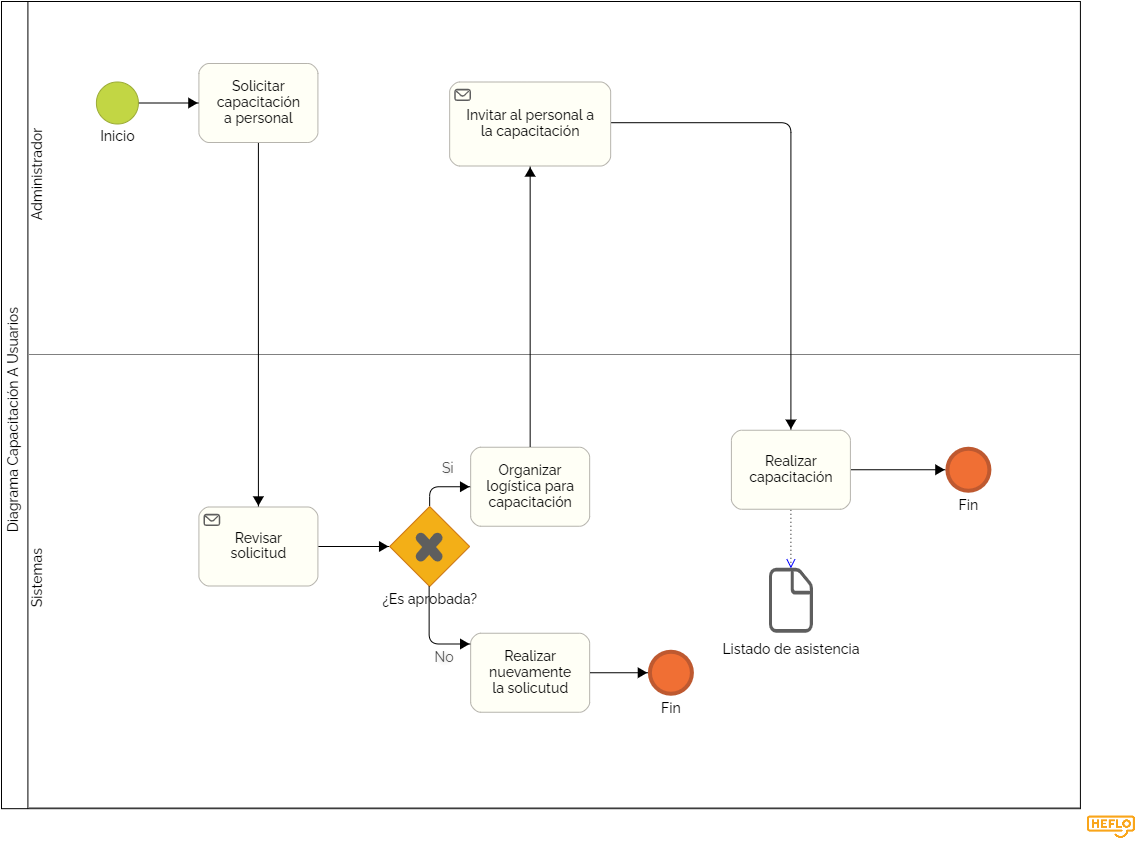 Diagrama Capacitación A Usuarios
Administrador
Inicio
Solicitar
capacitación
a personal
Invitar al personal a
la capacitación
Sistemas
Revisar
solicitud
¿Es aprobada?
Si
Organizar
logística para
capacitación
No
Realizar
nuevamente
la solicutud
Fin
Realizar
capacitación
Fin
Listado de asistencia
HEFLO